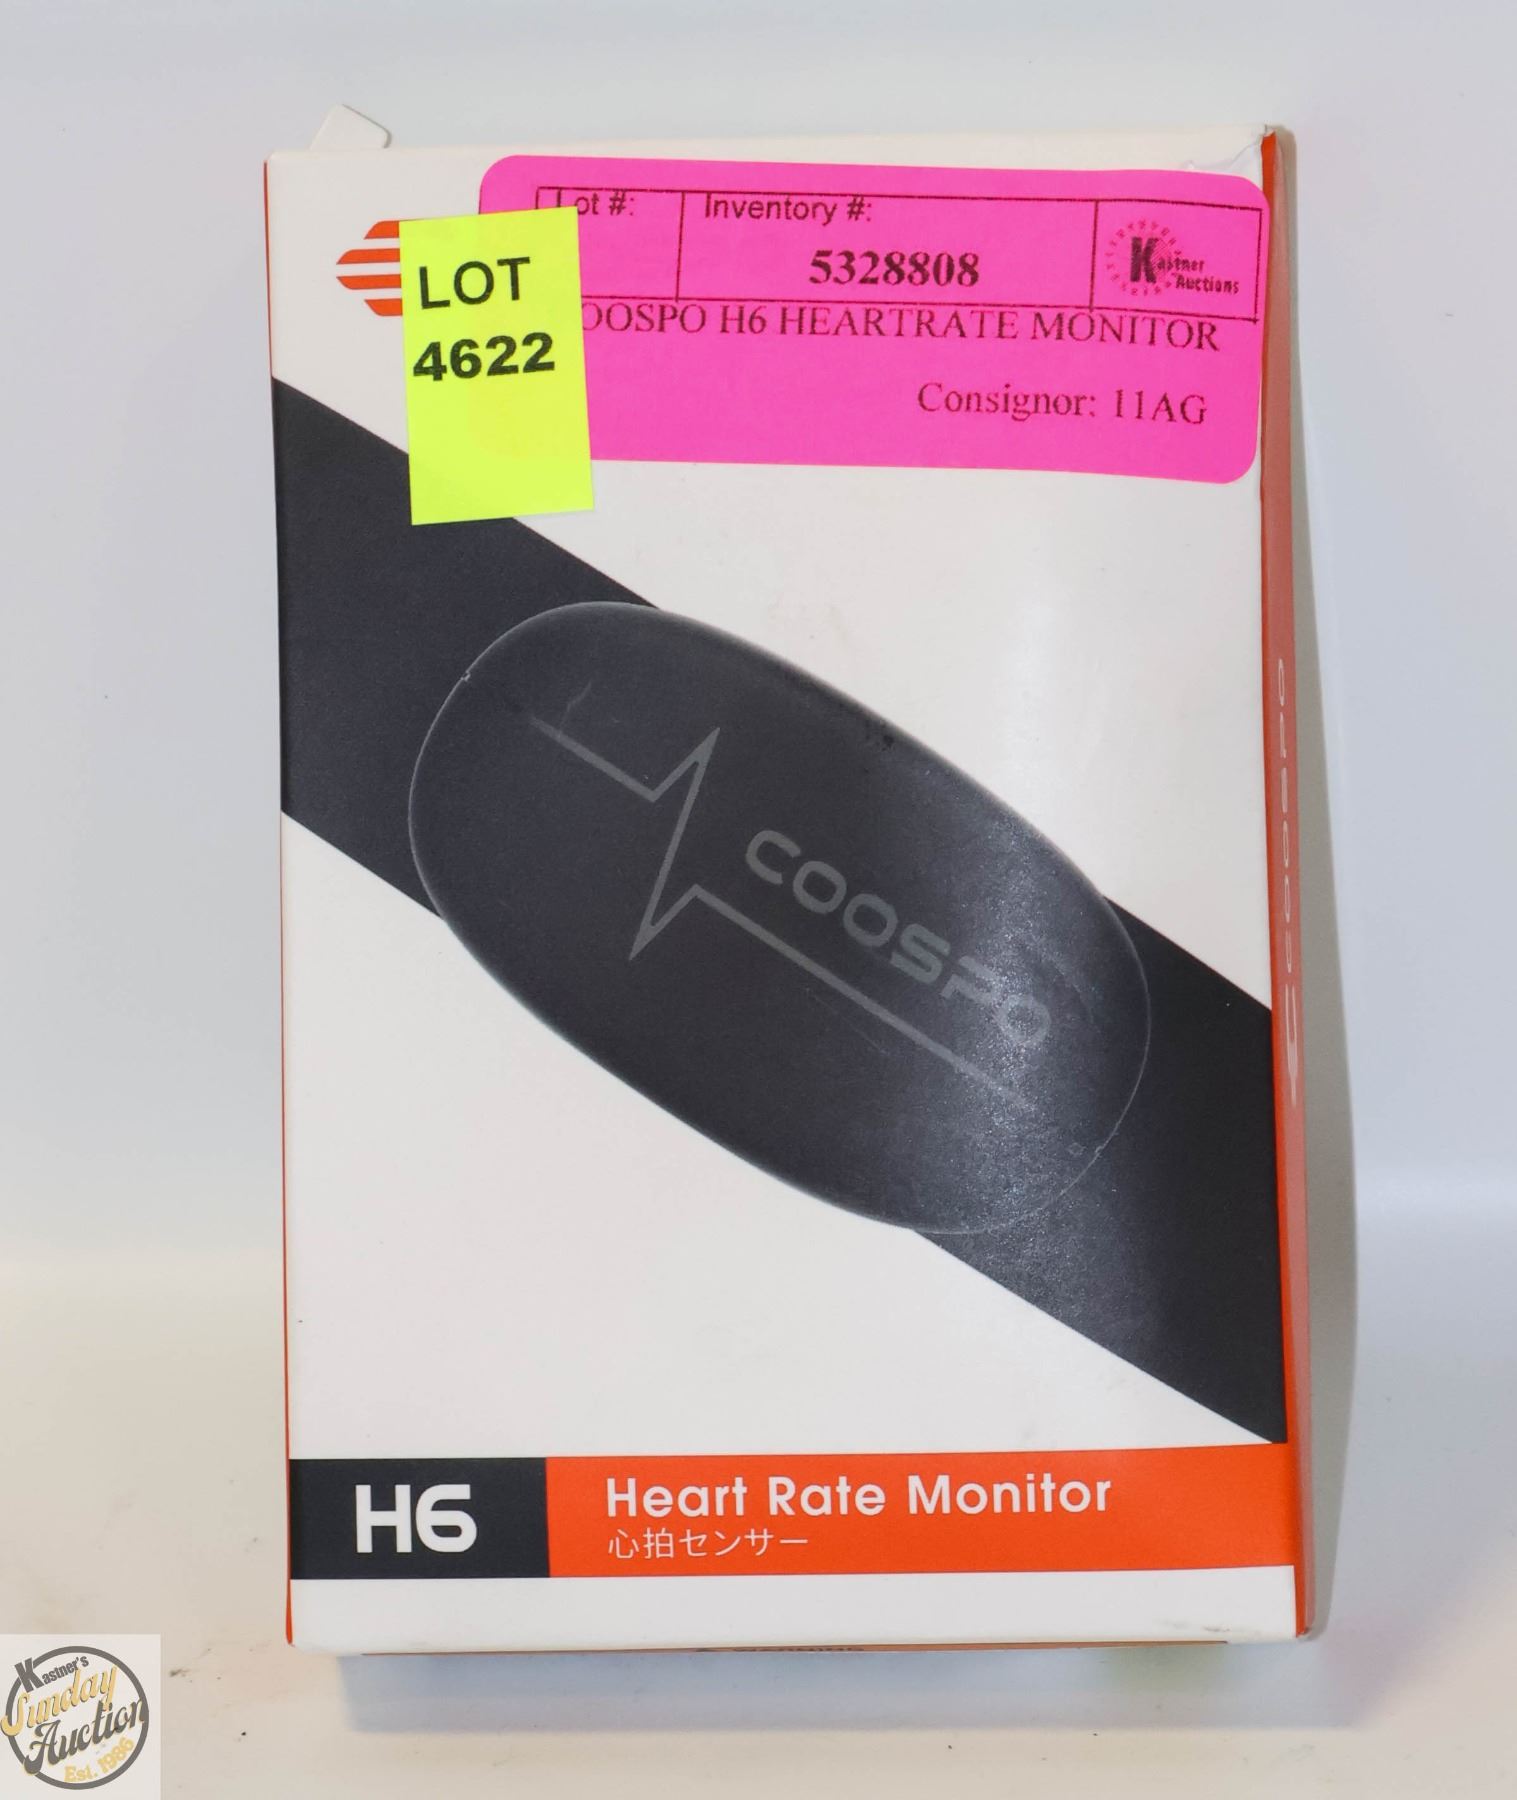 Lot #:
Inventory #:
5328808
Kastner
Auctions
LOT
4622
OOSPO H6 HEARTRATE MONITOR
Consignor: 11AG
COOSPO
COOSPO
H6
Heart Rate Monitor
心拍センサー
WARNING
Kastner's
Sunday
Auction
Est. 1986